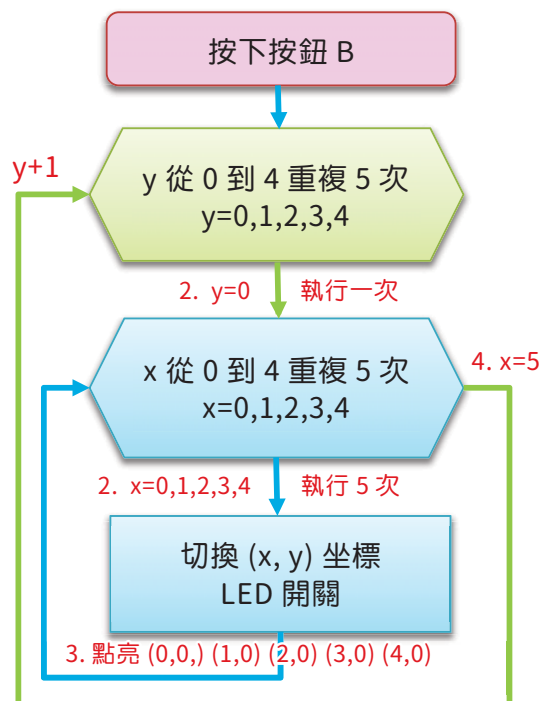 按下按鈕 B
y+1
y 從 0 到 4 重複 5 次
y=0,1,2,3,4
2. y=0 執行一次
x 從 0 到 4 重複 5 次
x=0,1,2,3,4
4. x=5
2. x=0,1,2,3,4 執行 5 次
切換 (x, y) 坐標
LED 開關
3. 點亮 (0,0,) (1,0) (2,0) (3,0) (4,0)